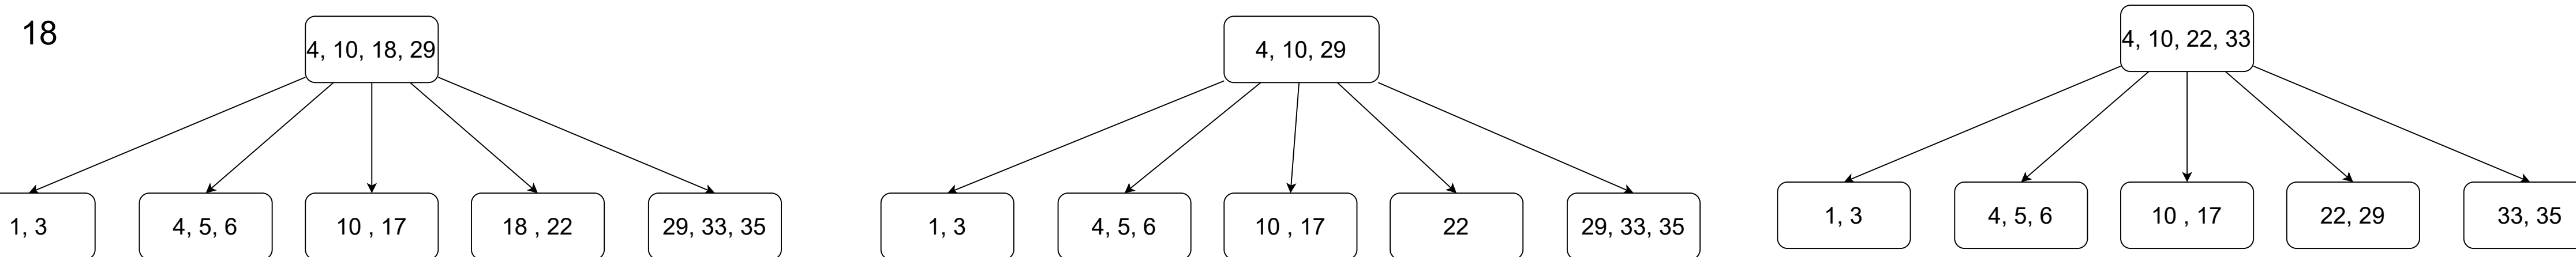 18
4, 10, 18, 29
1, 3
4, 5, 6
10 , 17
18 , 22
29, 33, 35
4, 10, 29
1, 3
4, 5, 6
10 , 17
22
29, 33, 35
4, 10, 22, 33
1, 3
4, 5, 6
10 , 17
22, 29
33, 35